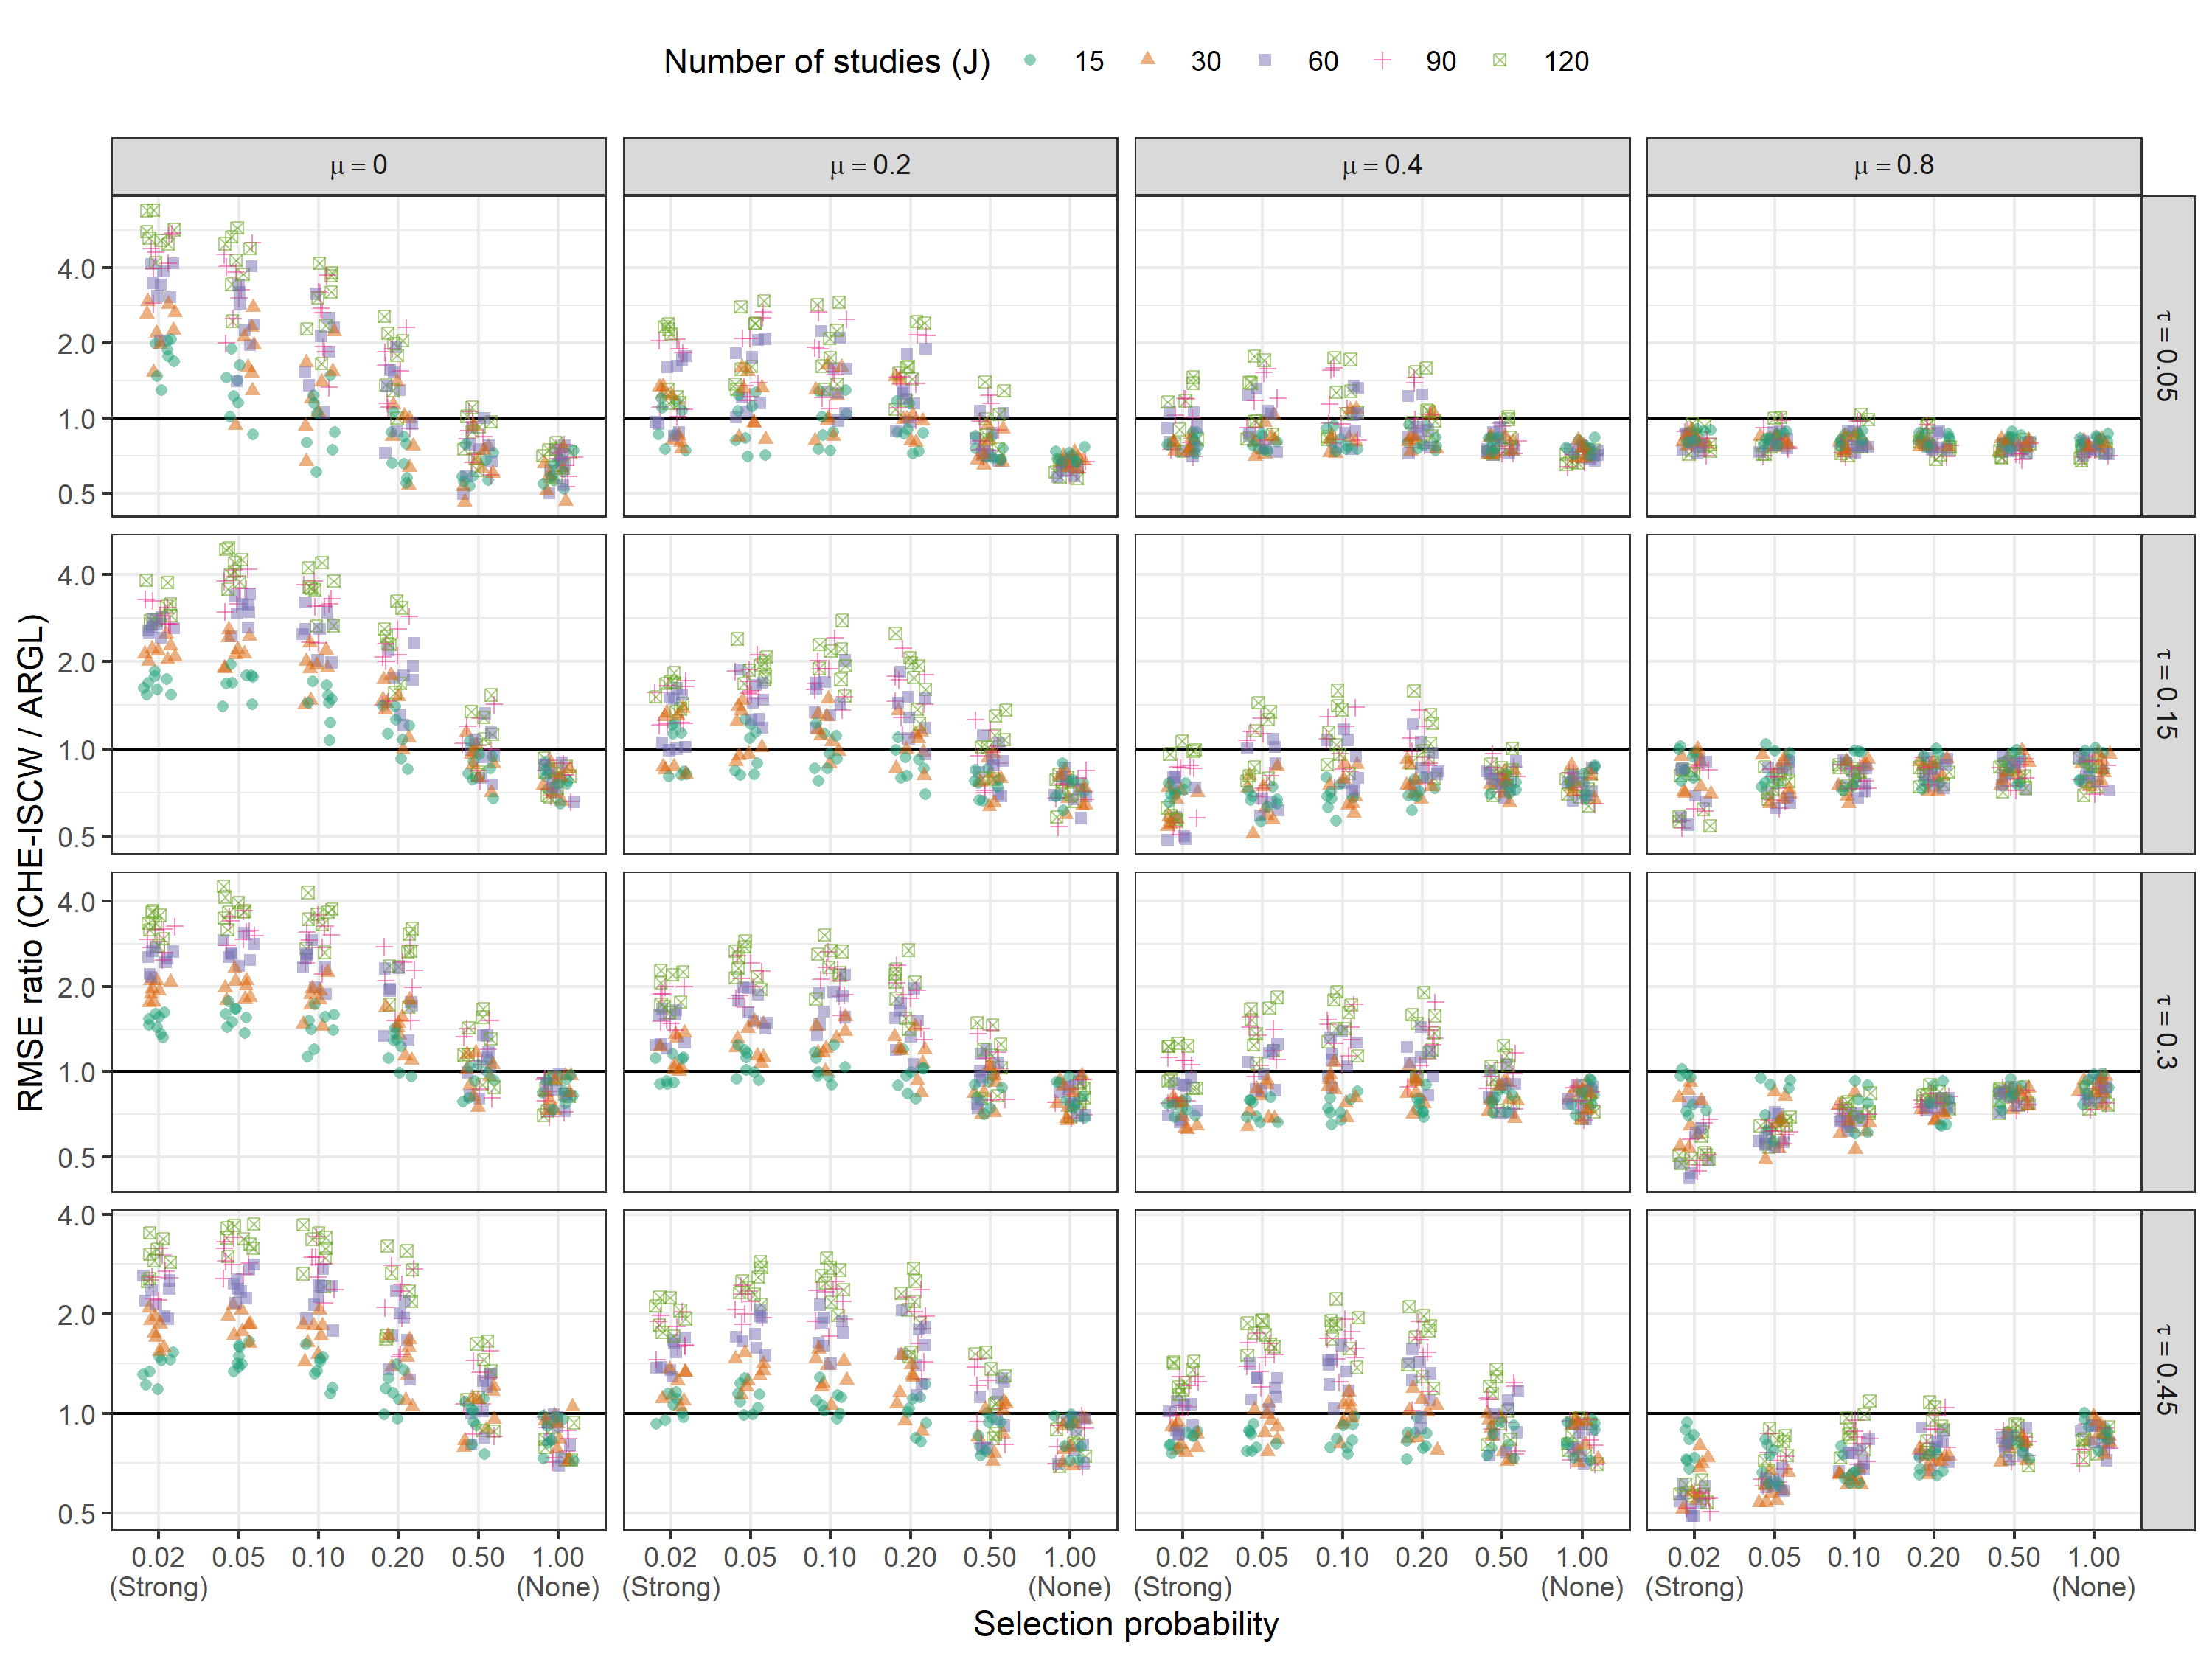 Number of studies (J) 15 30 60 90 120
μ = 0 μ = 0.2 μ = 0.4 μ = 0.8
4.0
2.0
1.0
0.5
τ = 0.05
4.0
2.0
1.0
0.5
τ = 0.15
RMSE ratio (CHE-ISCW / ARGL)
4.0
2.0
1.0
0.5
τ = 0.3
4.0
2.0
1.0
0.5
τ = 0.45
0.02 0.05 0.10 0.20 0.50 1.00 0.02 0.05 0.10 0.20 0.50 1.00 0.02 0.05 0.10 0.20 0.50 1.00 0.02 0.05 0.10 0.20 0.50 1.00
(Strong) (None) (Strong) (None) (Strong) (None) (Strong) (None)
Selection probability